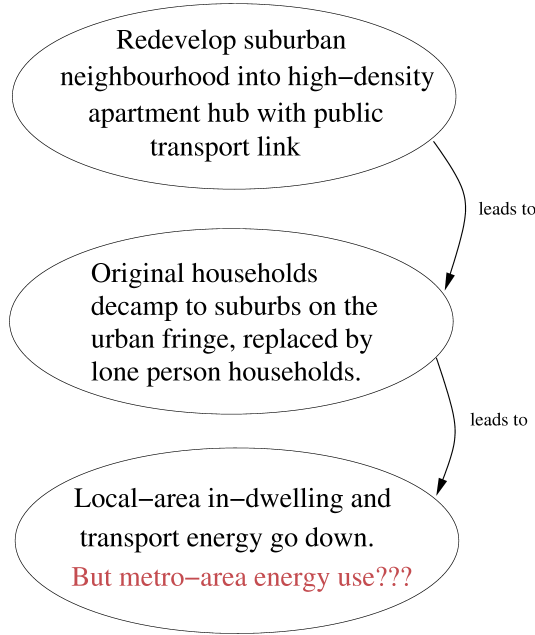 Redevelop suburban
neighbourhood into high−density
apartment hub with public
transport link
leads to
Original households
decamp to suburbs on the
urban fringe, replaced by
lone person households.
leads to
Local−area in−dwelling and
transport energy go down.
But metro−area energy use???